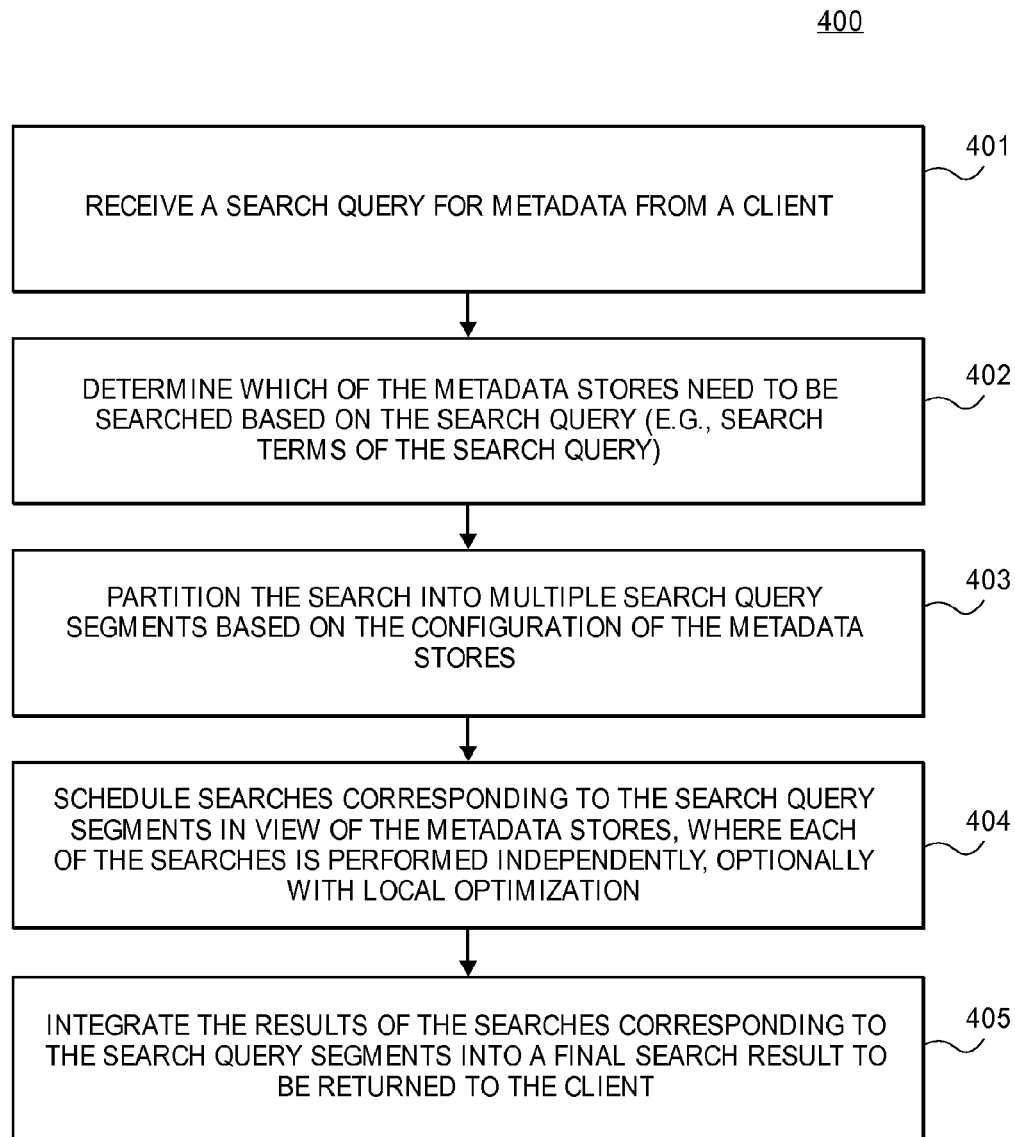 400
401
RECEIVE A SEARCH QUERY FOR METADATA FROM A CLIENT
402
DETERMINE WHICH OF THE METADATA STORES NEED TO BE
SEARCHED BASED ON THE SEARCH QUERY (E.G., SEARCH
TERMS OF THE SEARCH QUERY)
403
PARTITION THE SEARCH INTO MULTIPLE SEARCH QUERY
SEGMENTS BASED ON THE CONFIGURATION OF THE METADATA
STORES
404
SCHEDULE SEARCHES CORRESPONDING TO THE SEARCH QUERY
SEGMENTS IN VIEW OF THE METADATA STORES, WHERE EACH
OF THE SEARCHES IS PERFORMED INDEPENDENTLY, OPTIONALLY
WITH LOCAL OPTIMIZATION
405
INTEGRATE THE RESULTS OF THE SEARCHES CORRESPONDING TO
THE SEARCH QUERY SEGMENTS INTO A FINAL SEARCH RESULT TO
BE RETURNED TO THE CLIENT